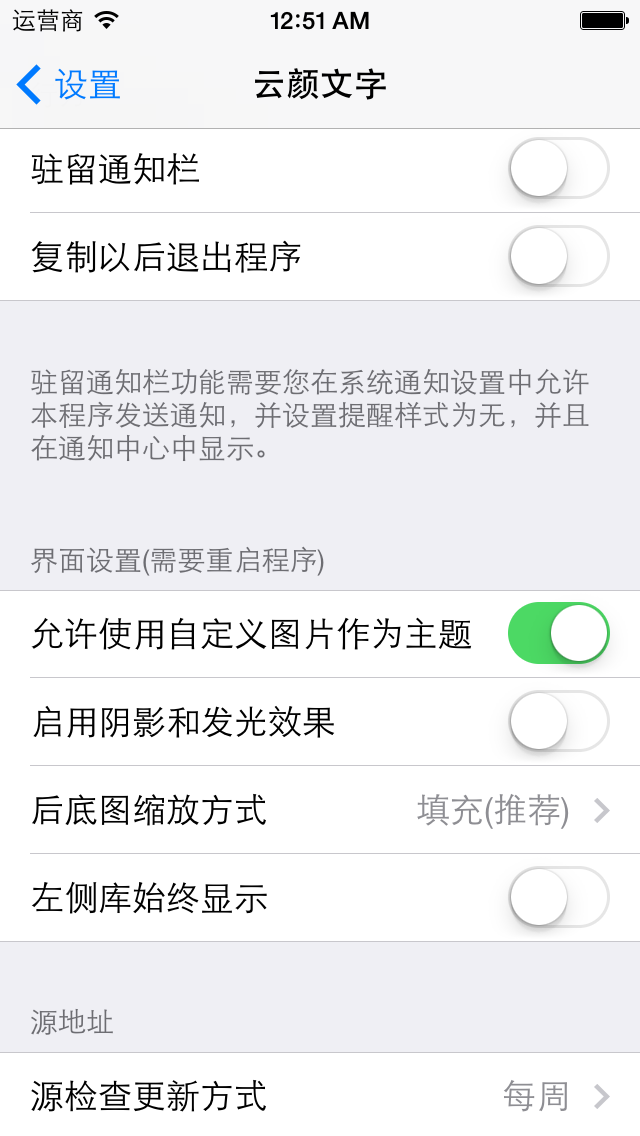 运营商 12:51 AM
设置 云颜文字
驻留通知栏
复制以后退出程序
驻留通知栏功能需要您在系统通知设置中允许
本程序发送通知，并设置提醒样式为无，并且
在通知中心中显示。
界面设置(需要重启程序)
允许使用自定义图片作为主题
启用阴影和发光效果
后底图缩放方式 填充(推荐)
左侧库始终显示
源地址
源检查更新方式 每周